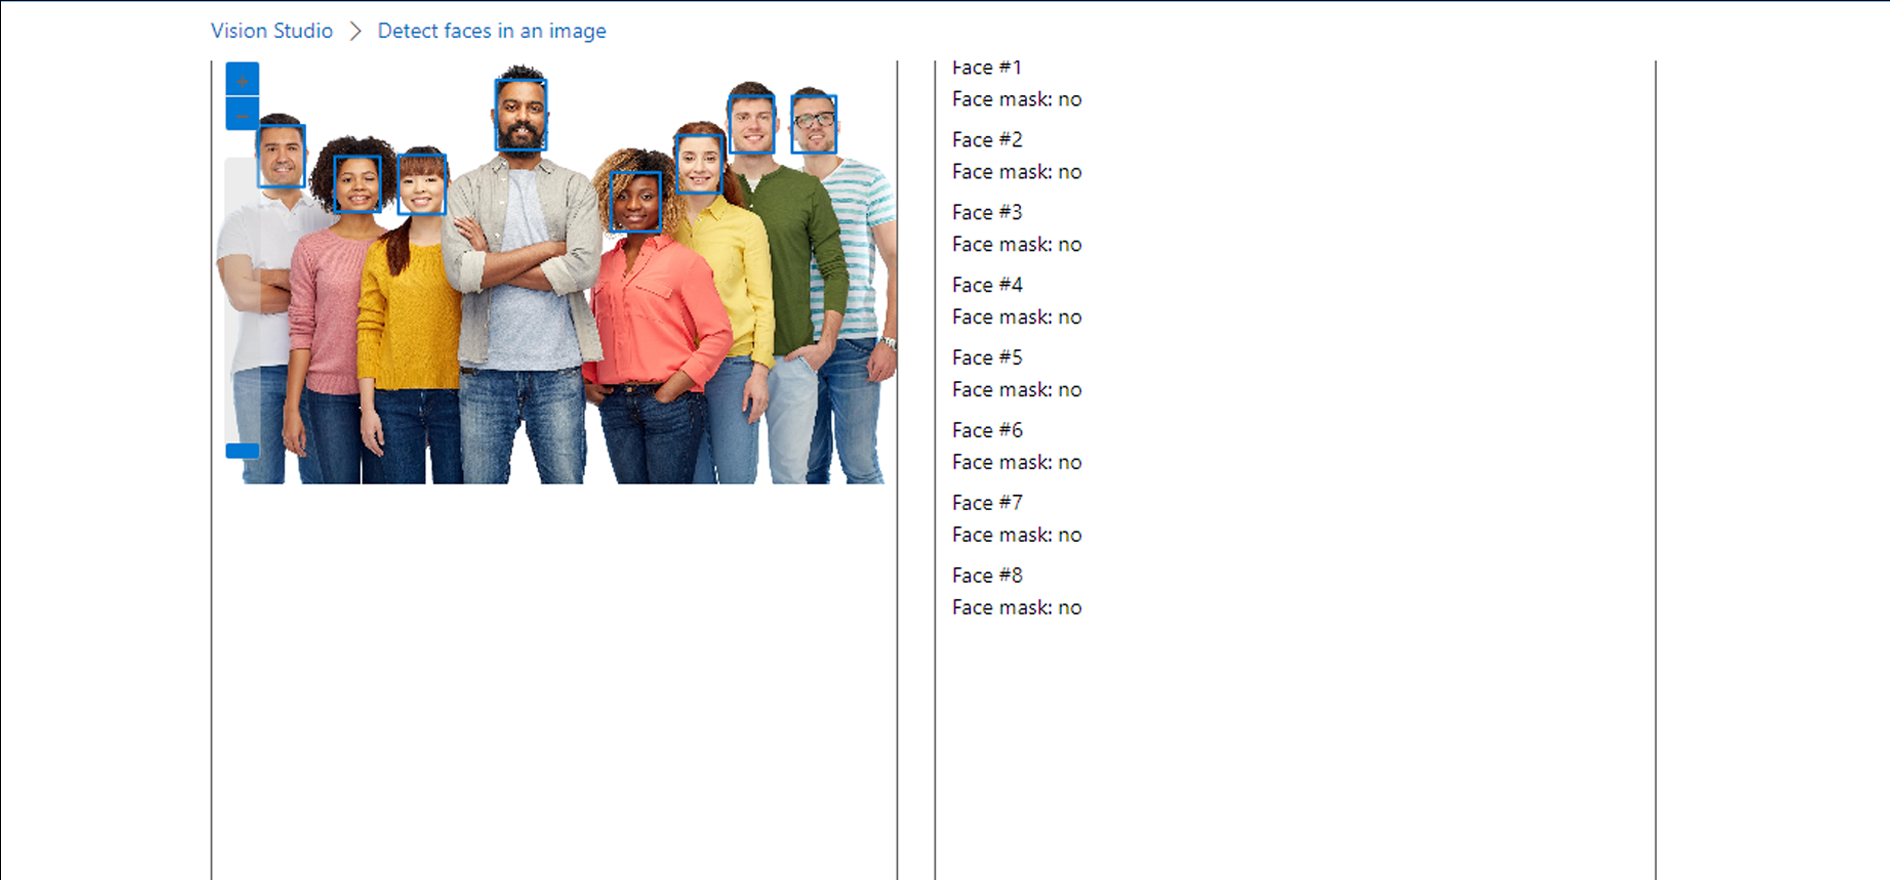 Vision Studio > Detect faces in an image
+
−
Face #1
Face mask: no
Face #2
Face mask: no
Face #3
Face mask: no
Face #4
Face mask: no
Face #5
Face mask: no
Face #6
Face mask: no
Face #7
Face mask: no
Face #8
Face mask: no